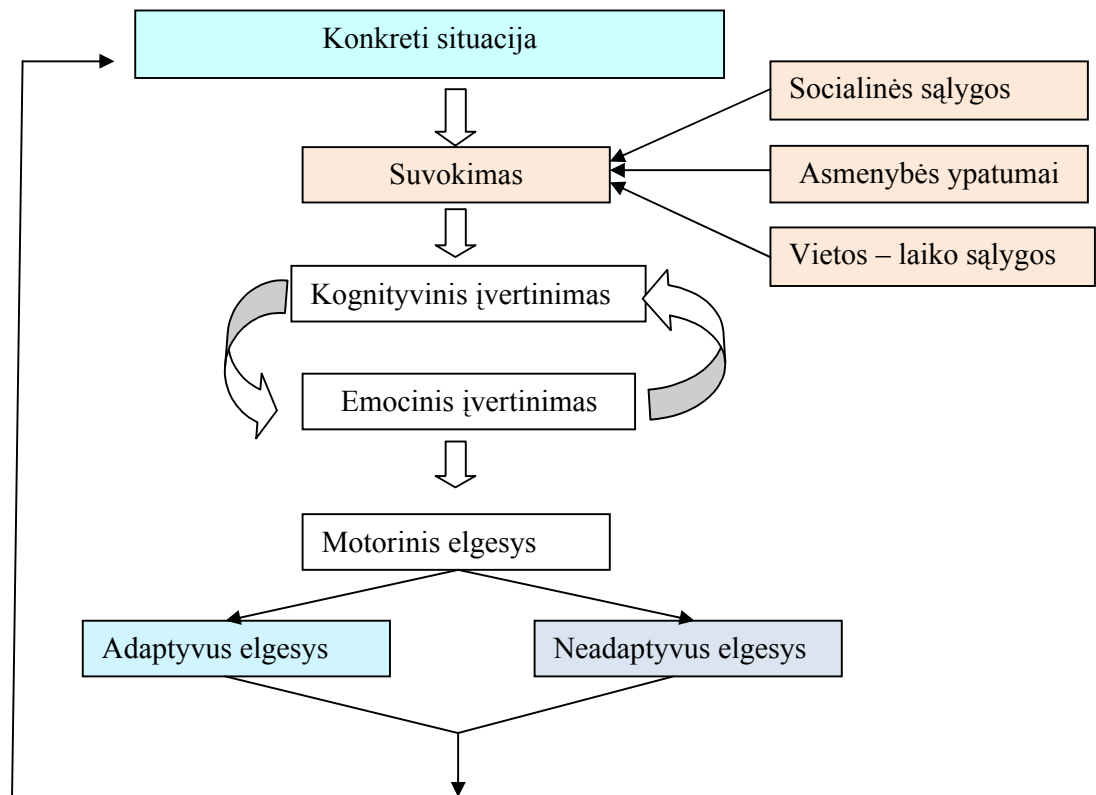 Konkreti situacija
Socialinės sąlygos
Suvokimas
Asmenybės ypatumai
Vietos – laiko sąlygos
Kognityvinis įvertinimas
Emocinis įvertinimas
Motorinis elgesys
Adaptyvus elgesys
Neadaptyvus elgesys